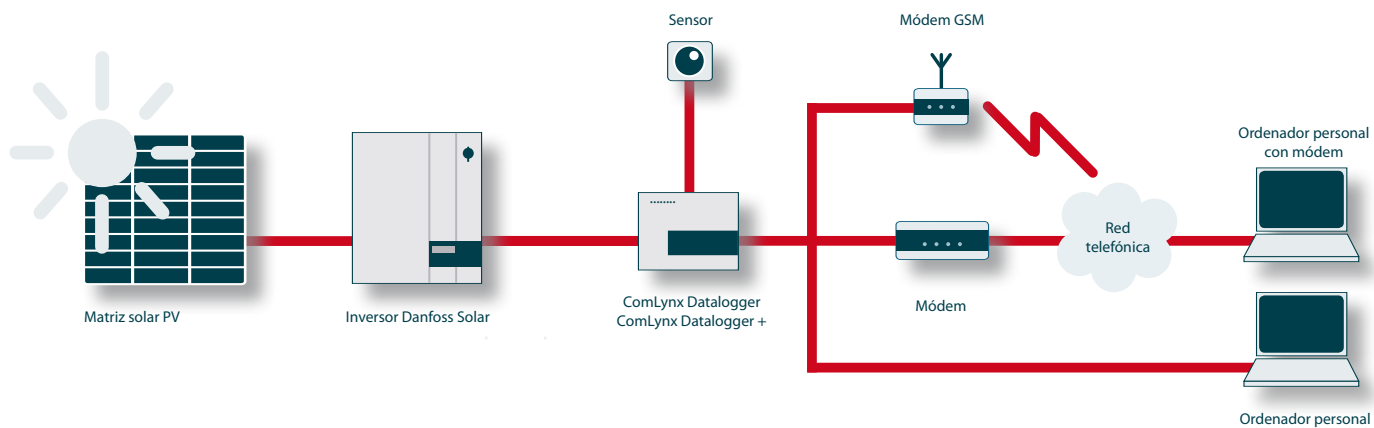 Sensor
Módem GSM
Ordenador personal
con módem
Red
telefónica
Matriz solar PV
Inversor Danfoss Solar
ComLynx Datalogger
ComLynx Datalogger +
Módem
Ordenador personal